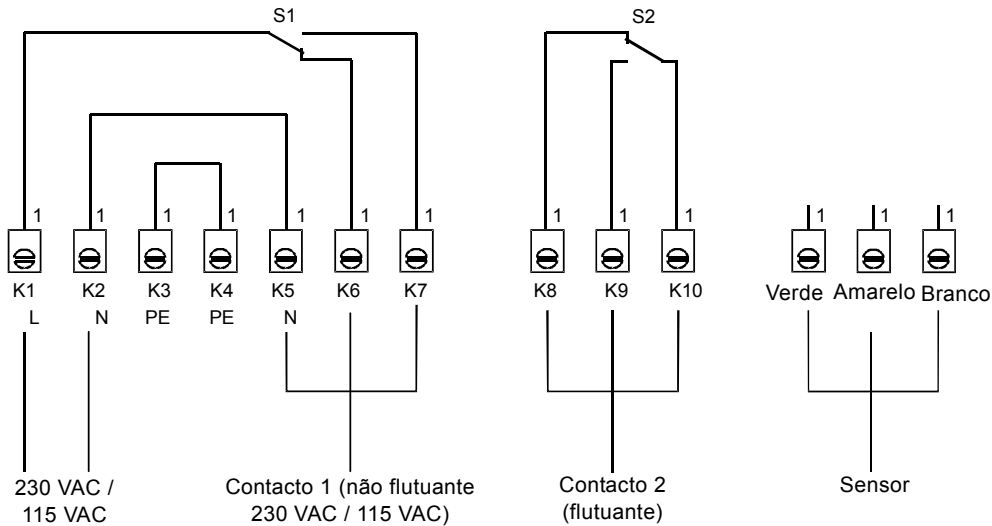 S1 S2
1 1 1 1 1 1 1 1 1 1 1 1 1
K1 K2 K3 K4 K5 K6 K7 K8 K9 K10 Verde Amarelo Branco
L N PE PE N
230 VAC /
115 VAC
Contacto 1 (não flutuante
230 VAC / 115 VAC)
Contacto 2
(flutuante)
Sensor